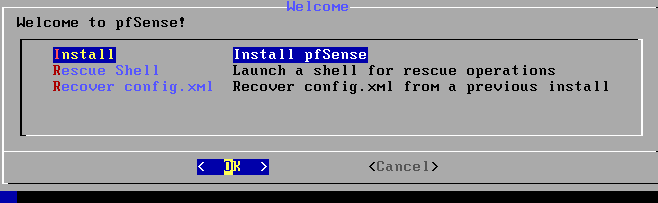 Welcome
Welcome to pfSense!
Install Install pfSense
Rescue Shell Launch a shell for rescue operations
Recover config.xml Recover config.xml from a previous install
< OK > <Cancel>